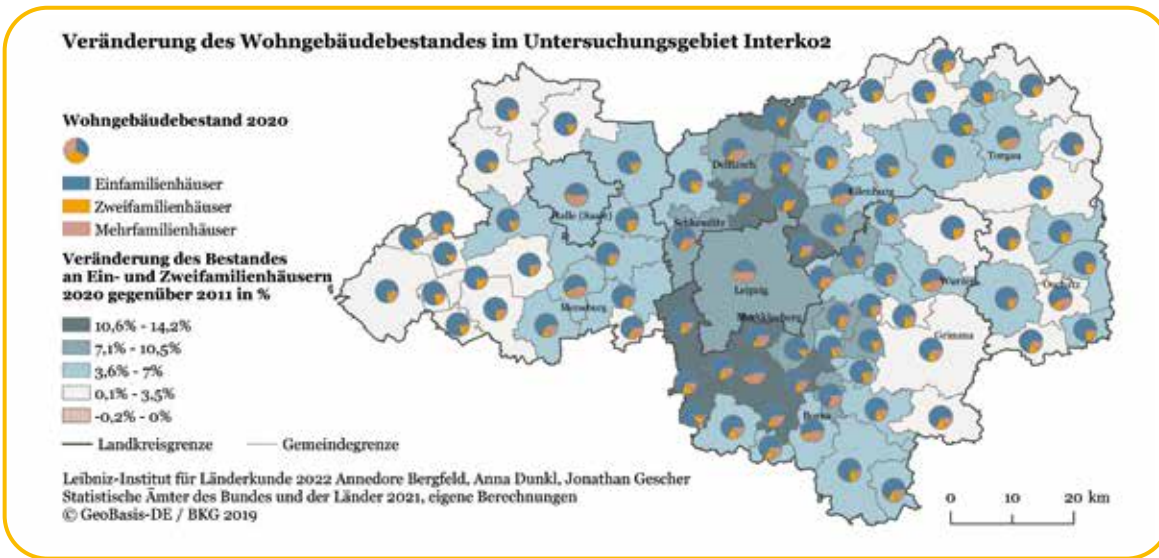 Veränderung des Wohngebäudebestandes im Untersuchungsgebiet Interko2
Wohngebäudebestand 2020
Einfamilienhäuser
Zweifamilienhäuser
Mehrfamilienhäuser
Veränderung des Bestandes
an Ein- und Zweifamilienhäusern
2020 gegenüber 2011 in %
10,6% - 14,2%
7,1% - 10,5%
3,6% - 7%
0,1% - 3,5%
-0,2% - 0%
Landkreisgrenze
Gemeindegrenze
Delitzsch
Torgau
Eilenburg
Halle (Saale)
Schkeuditz
Leipzig
Wurzen
Oschatz
Merseburg
Markkleeberg
Grimma
Borna
Leibniz-Institut für Länderkunde 2022 Annedore Bergfeld, Anna Dunkl, Jonathan Gescher
Statistische Ämter des Bundes und der Länder 2021, eigene Berechnungen
© GeoBasis-DE / BKG 2019
0 10 20 km